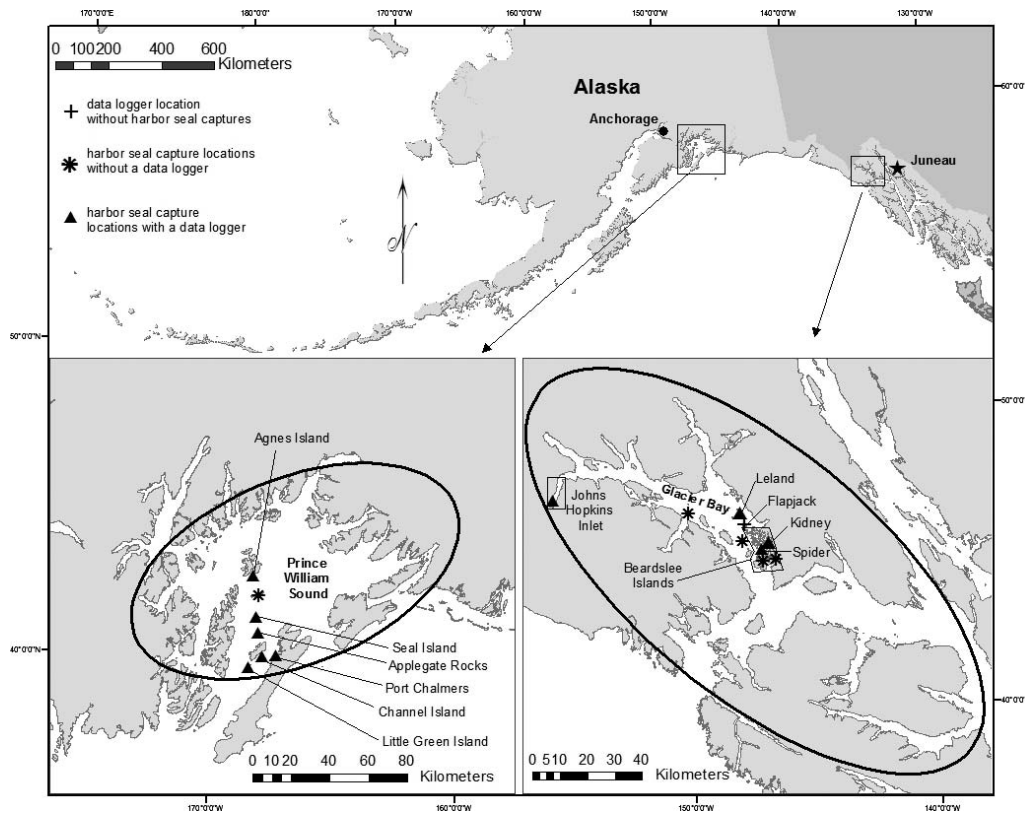 170°0'0"W
180°0'0"
170°0'0"W
160°0'0"W
150°0'0"W
140°0'0"W
130°0'0"W
0 100200 400 600
Kilometers
data logger location
without harbor seal captures
harbor seal capture locations
without a data logger
harbor seal capture
locations with a data logger
N
Alaska
Anchorage
Juneau
60°0'0"
50°0'0"N
50°0'0"
40°0'0"N
40°0'0"
Agnes Island
Prince
William
Sound
Seal Island
Applegate Rocks
Port Chalmers
Channel Island
Little Green Island
0 10 20 40 60 80
Kilometers
Johns
Hopkins
Inlet
Glacier Bay
Leland
Flapjack
Kidney
Spider
Beardslee
Islands
0 510 20 30 40
Kilometers
170°0'0"W
160°0'0"W
150°0'0"W
140°0'0"W